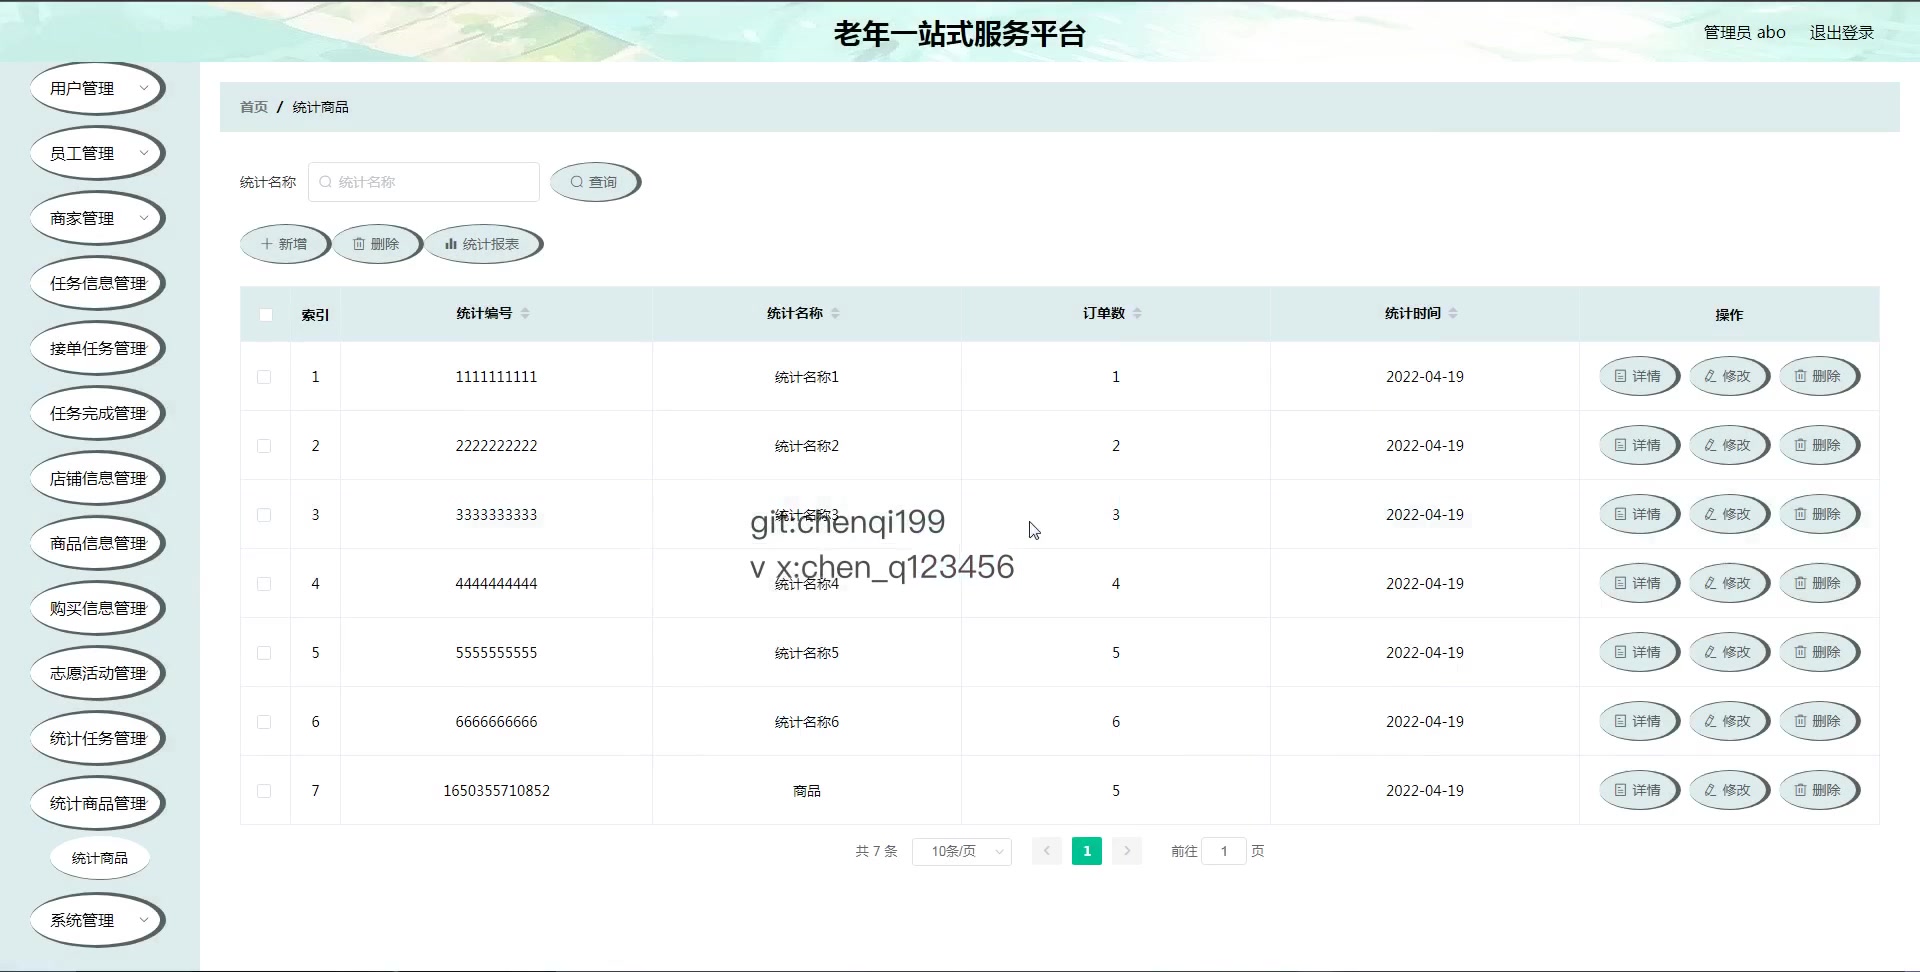 老年一站式服务平台
管理员 abo 退出登录
用户管理
员工管理
商家管理
任务信息管理
接单任务管理
任务完成管理
店铺信息管理
商品信息管理
购买信息管理
志愿活动管理
统计任务管理
统计商品管理
统计商品
系统管理
首页 / 统计商品
统计名称 统计名称 查询
新增 删除 统计报表
索引 统计编号 统计名称 订单数 统计时间 操作
1 1111111111 统计名称1 1 2022-04-19 详情 修改 删除
2 2222222222 统计名称2 2 2022-04-19 详情 修改 删除
3 3333333333 统计名称3 3 2022-04-19 详情 修改 删除
git:chenqi199
v x:chen_q123456
4 4444444444 统计名称4 4 2022-04-19 详情 修改 删除
5 5555555555 统计名称5 5 2022-04-19 详情 修改 删除
6 6666666666 统计名称6 6 2022-04-19 详情 修改 删除
7 1650355710852 商品 5 2022-04-19 详情 修改 删除
共 7 条 10条/页 1 前往 1 页